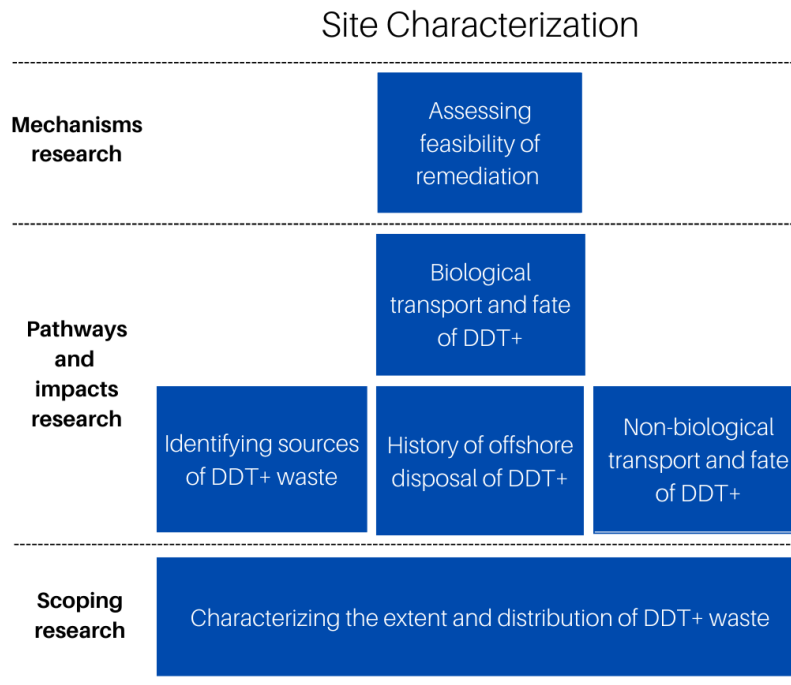 Site Characterization
Mechanisms
research
Assessing
feasibility of
remediation
Pathways
and
impacts
research
Biological
transport and fate
of DDT+
Identifying sources
of DDT+ waste
History of offshore
disposal of DDT+
Non-biological
transport and fate
of DDT+
Scoping
research
Characterizing the extent and distribution of DDT+ waste